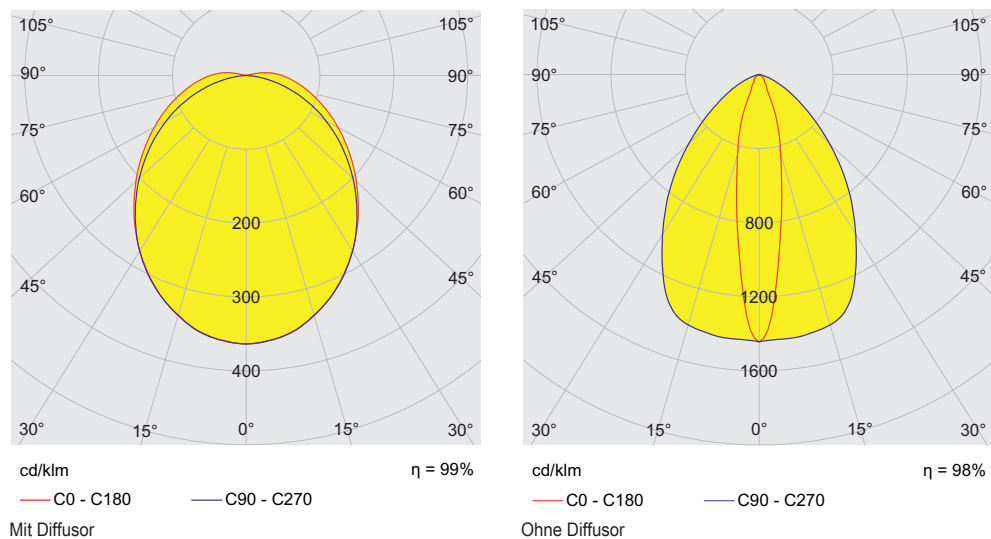 105° 105°
90° 90°
75° 75°
60° 60°
45° 45°
200
300
400
30° 15° 0° 15° 30°
cd/klm η = 99%
C0 - C180 C90 - C270
Mit Diffusor
105° 105°
90° 90°
75° 75°
60° 60°
45° 45°
800
1200
1600
30° 15° 0° 15° 30°
cd/klm η = 98%
C0 - C180 C90 - C270
Ohne Diffusor